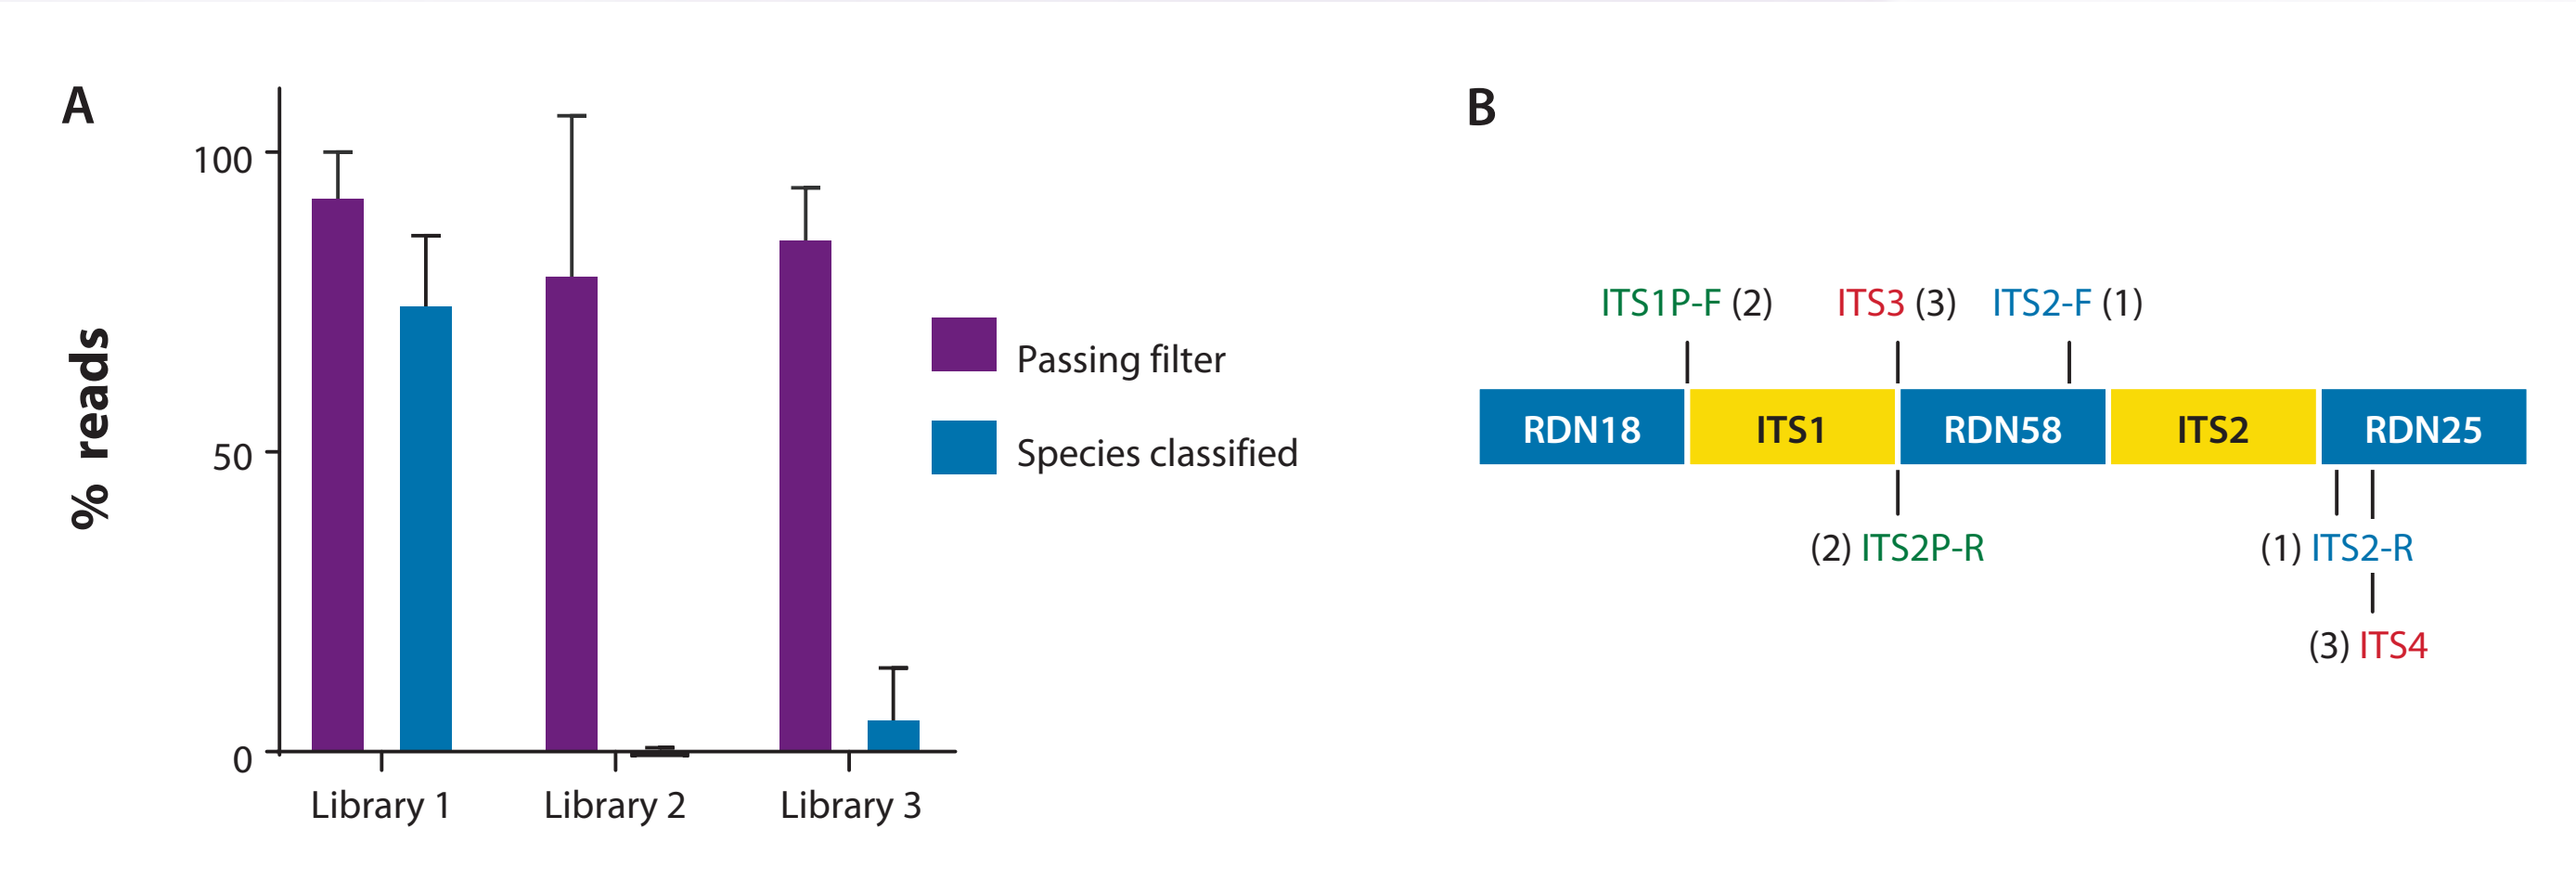 A
% reads
100
50
0
Library 1
Library 2
Library 3
Passing filter
Species classified
B
ITS1P-F (2)
ITS3 (3)
ITS2-F (1)
RDN18
ITS1
RDN58
ITS2
RDN25
(2) ITS2P-R
(1) ITS2-R
(3) ITS4